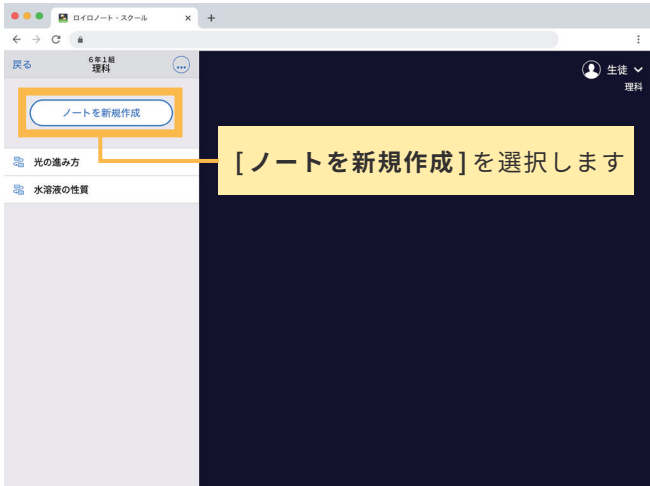 ロイロノート・スクール
戻る
6年1組
理科
生徒
理科
ノートを新規作成
[ノートを新規作成]を選択します
光の進み方
水溶液の性質